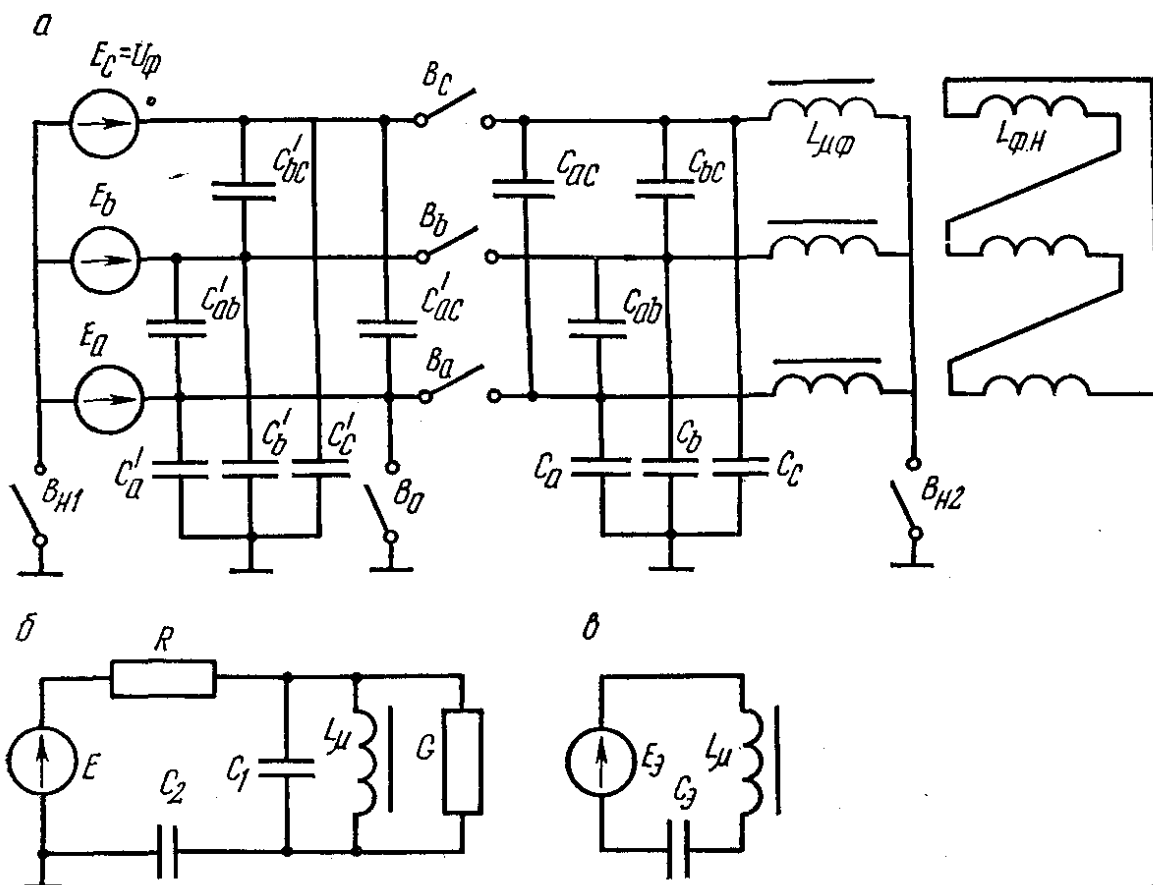 а
E_C=U_Ф
B_C
C'_bc
C_ac
C_bc
L_μФ
L_Ф.Н
E_b
B_b
C'_ab
C'_ac
C_ab
E_a
B_a
C'_a
C'_b
C'_c
C_a
C_b
C_c
B_Н1
B_0
B_Н2
б
R
E
C_2
C_1
L_μ
G
в
E_Э
C_Э
L_μ